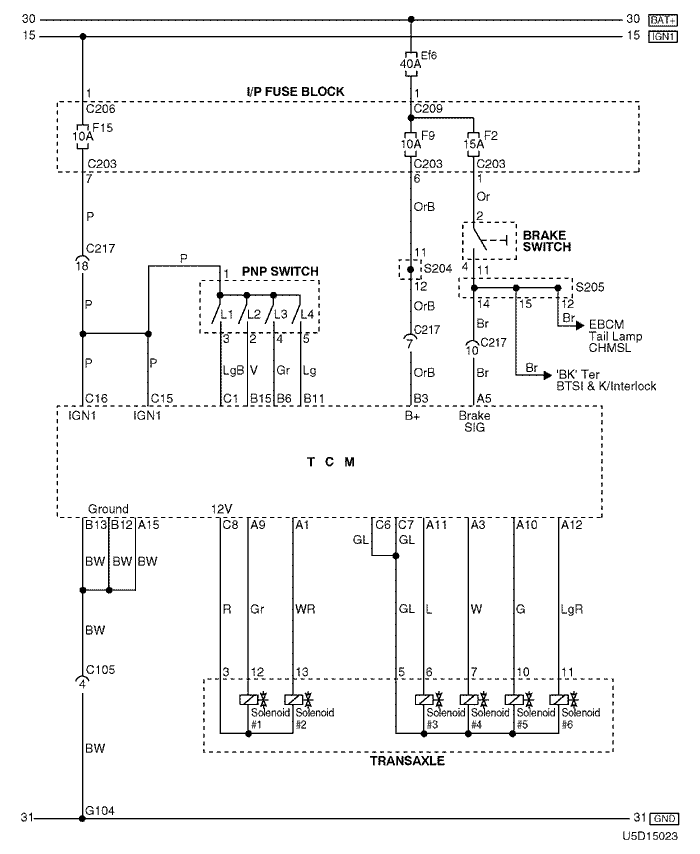 30 30 BAT+
15 15 IGN1
Ef6
40A
1 I/P FUSE BLOCK 1
C206 C209
F15 F9 F2
10A 10A 15A
C203 C203 C203
7 6 1
P OrB Or
2
C217 BRAKE
18 SWITCH
P 11 4 11
1 PNP SWITCH S204 S205
12 14 15 12
P L1 L2 L3 L4 OrB Br Br EBCM
Tail Lamp
CHMSL
3 2 4 5 C217 C217
7 10
P P LgB V Gr Lg OrB Br Br 'BK' Ter
BTSI & K/Interlock
C16 C15 C1 B15 B6 B11 B3 A5
IGN1 IGN1 B+ Brake
SIG
T C M
Ground 12V
B13 B12 A15 C8 A9 A1 C6 C7 A11 A3 A10 A12
GL GL
BW BW BW
R Gr WR GL L W G LgR
BW
C105 3 12 13 5 6 7 10 11
4
Solenoid Solenoid Solenoid Solenoid Solenoid Solenoid
#1 #2 #3 #4 #5 #6
BW
TRANSAXLE
G104
31 31 GND
U5D15023